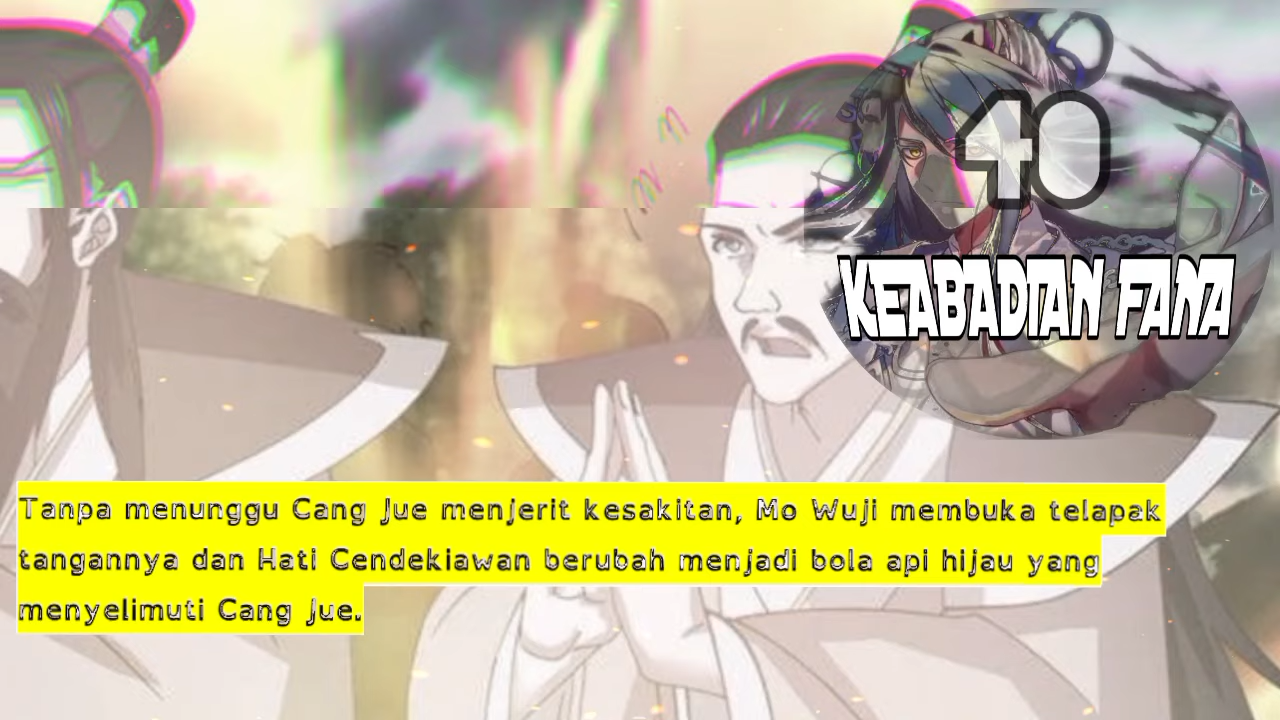 40
KEABADIAN FANA
Tanpa menunggu Cang Jue menjerit kesakitan, Mo Wuji membuka telapak
tangannya dan Hati Cendekiawan berubah menjadi bola api hijau yang
menyelimuti Cang Jue.